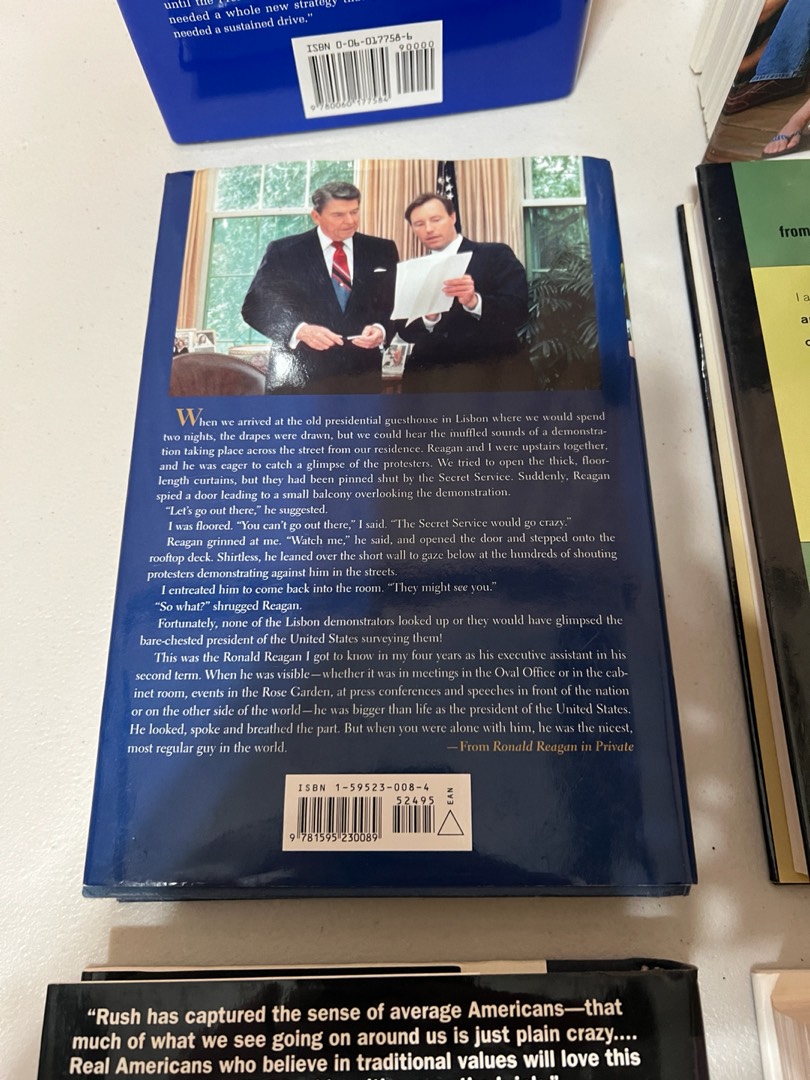 needed a whole new strategy
needed a sustained drive."
ISBN 0-06-017758-6
90000
9 780060 177584
from
When we arrived at the old presidential guesthouse in Lisbon where we would spend
two nights, the drapes were drawn, but we could hear the muffled sounds of a demonstra-
tion taking place across the street from our residence. Reagan and I were upstairs together,
and he was eager to catch a glimpse of the protesters. We tried to open the thick, floor-
length curtains, but they had been pinned shut by the Secret Service. Suddenly, Reagan
spied a door leading to a small balcony overlooking the demonstration.
"Let's go out there," he suggested.
I was floored. "You can't go out there," I said. "The Secret Service would go crazy."
Reagan grinned at me. "Watch me," he said, and opened the door and stepped onto the
rooftop deck. Shirtless, he leaned over the short wall to gaze below at the hundreds of shouting
protesters demonstrating against him in the streets.
I entreated him to come back into the room. "They might see you."
"So what?" shrugged Reagan.
Fortunately, none of the Lisbon demonstrators looked up or they would have glimpsed the
bare-chested president of the United States surveying them!
This was the Ronald Reagan I got to know in my four years as his executive assistant in his
second term. When he was visible—whether it was in meetings in the Oval Office or in the cab-
inet room, events in the Rose Garden, at press conferences and speeches in front of the nation
or on the other side of the world—he was bigger than life as the president of the United States.
He looked, spoke and breathed the part. But when you were alone with him, he was the nicest,
most regular guy in the world. —From Ronald Reagan in Private
ISBN 1-59523-008-4
52495
EAN
9 781595 230089
"Rush has captured the sense of average Americans—that
much of what we see going on around us is just plain crazy....
Real Americans who believe in traditional values will love this